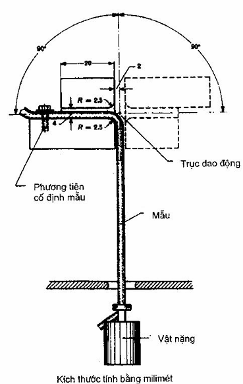 90°
90°
20
2
R = 2.5
4
R = 2.5
Trục dao động
Phương tiện
cố định mẫu
Mẫu
Vật nặng
Kích thước tính bằng milimét